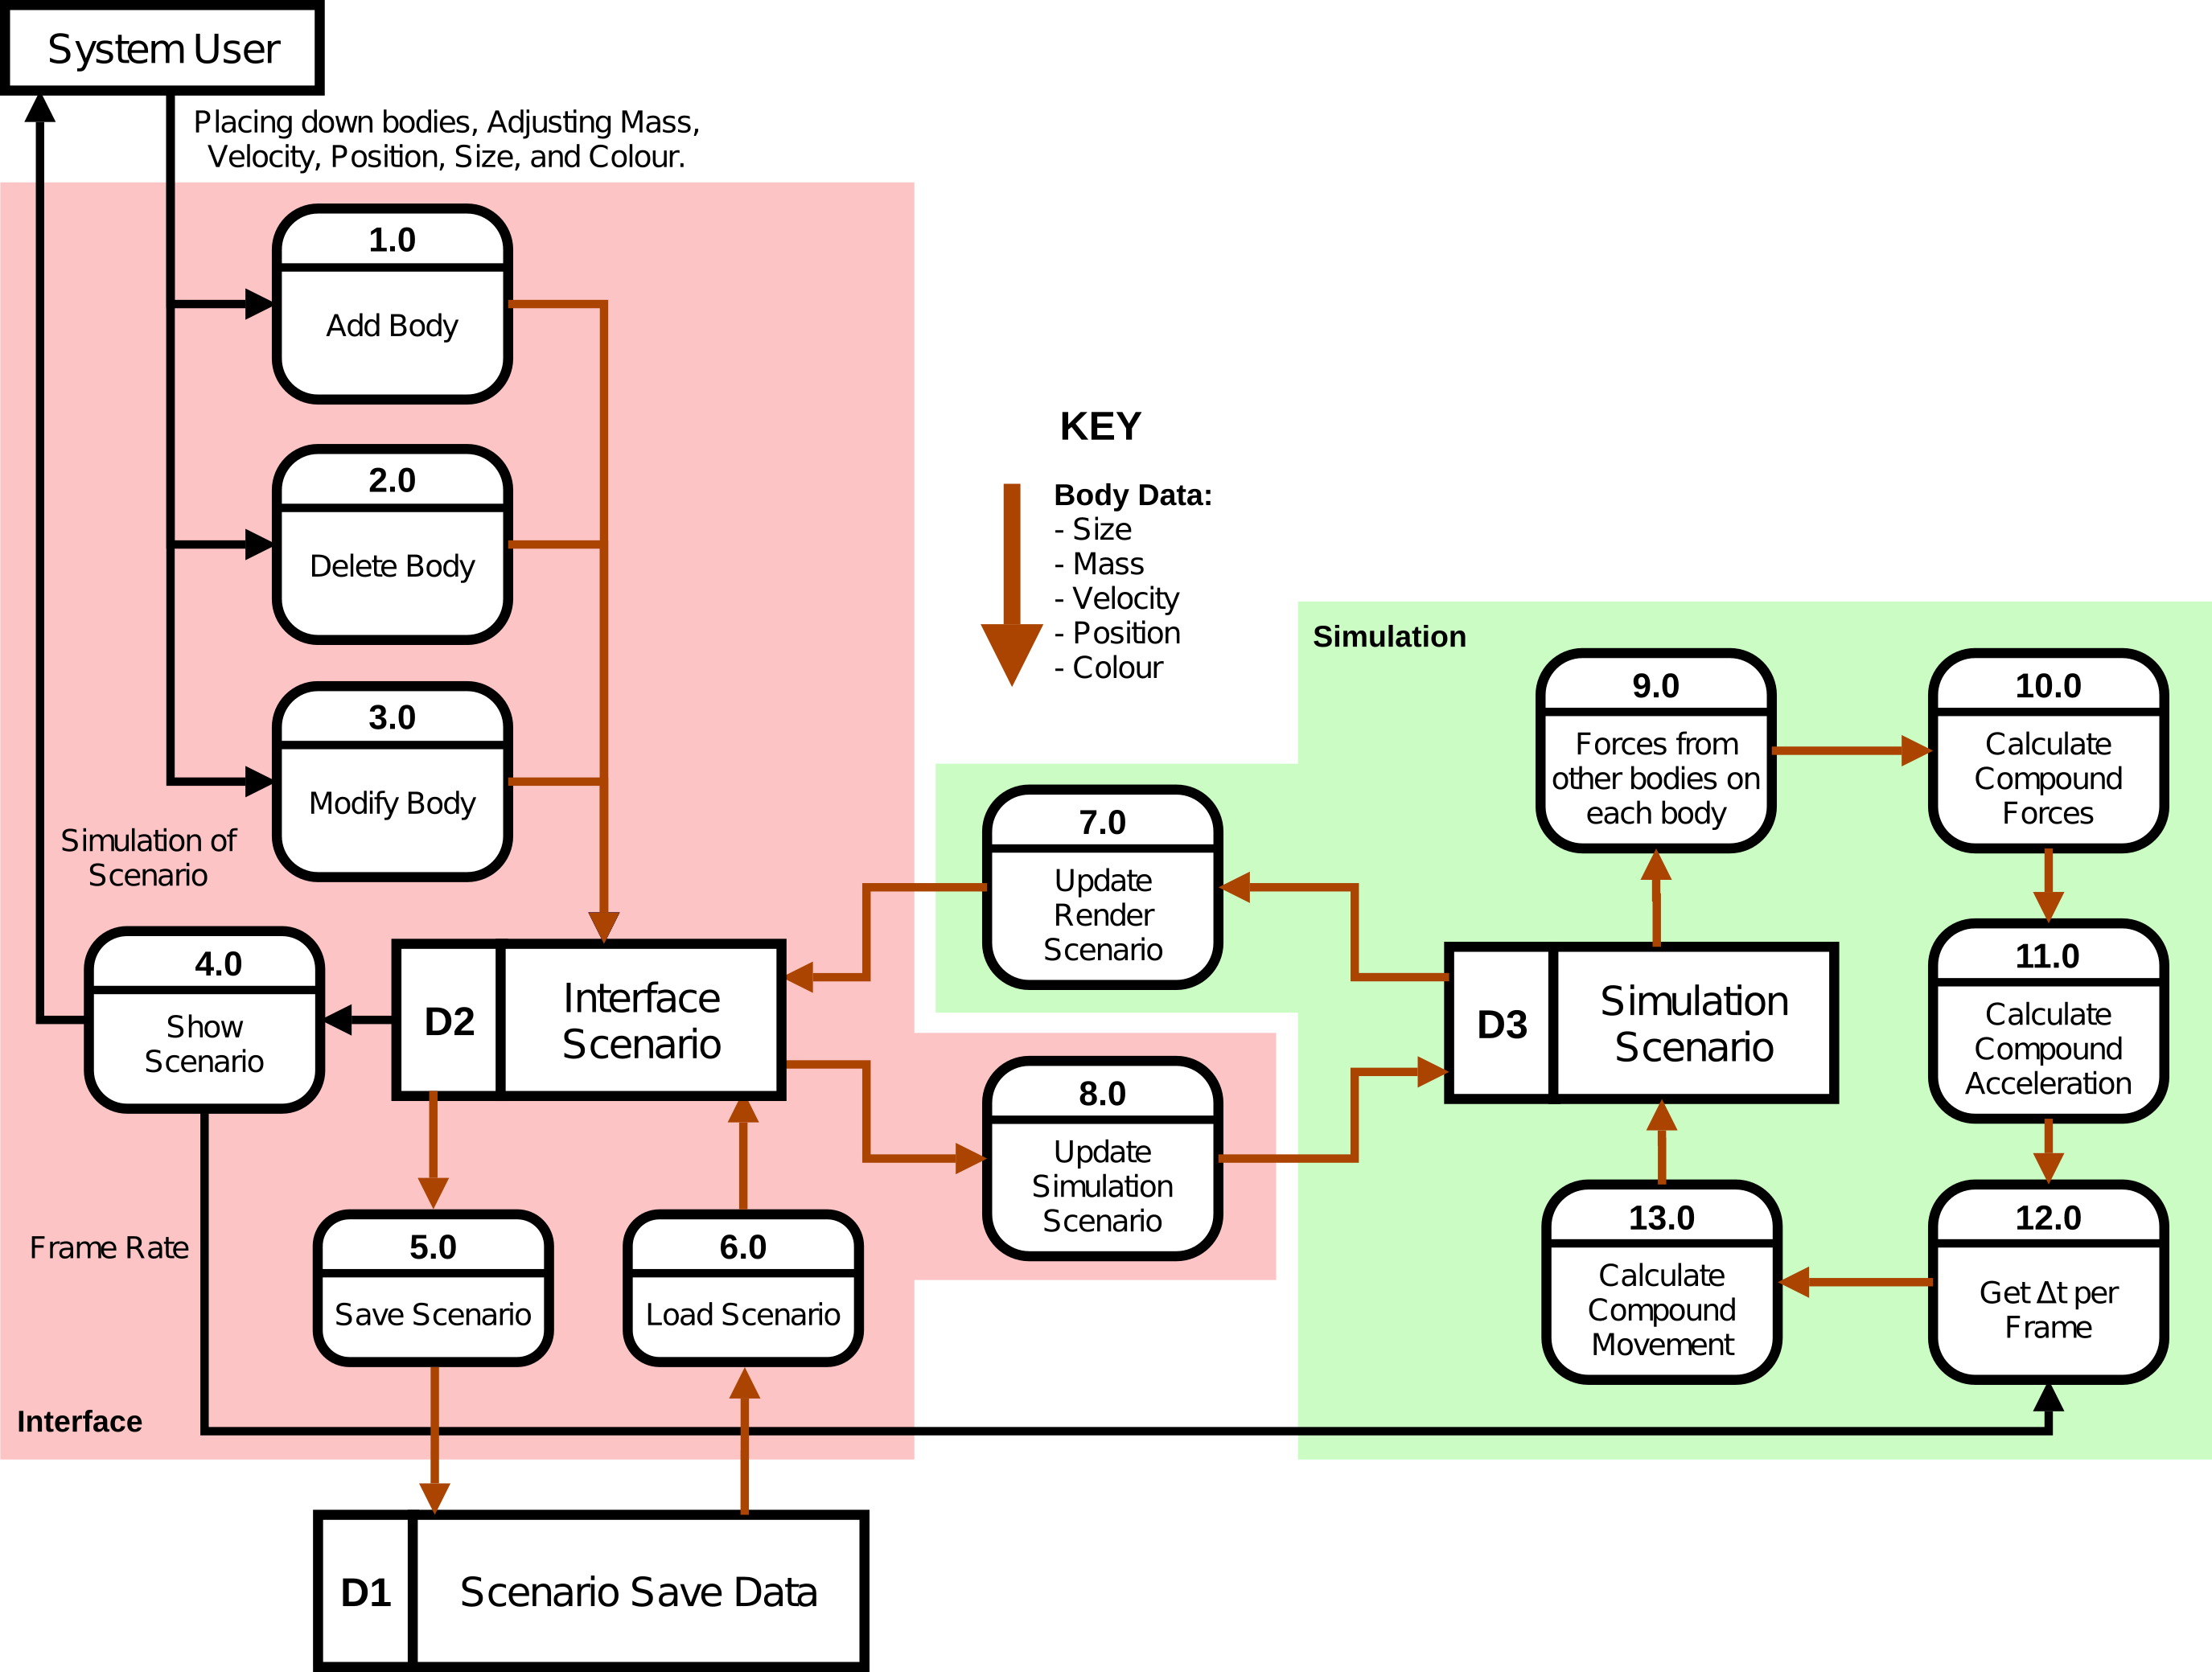 System User
Placing down bodies, Adjusting Mass,
Velocity, Position, Size, and Colour.
1.0
Add Body
2.0
Delete Body
3.0
Modify Body
Simulation of
Scenario
4.0
Show
Scenario
D2
Interface
Scenario
Frame Rate
5.0
Save Scenario
6.0
Load Scenario
Interface
D1
Scenario Save Data
KEY
Body Data:
- Size
- Mass
- Velocity
- Position
- Colour
7.0
Update
Render
Scenario
8.0
Update
Simulation
Scenario
Simulation
9.0
Forces from
other bodies on
each body
10.0
Calculate
Compound
Forces
D3
Simulation
Scenario
11.0
Calculate
Compound
Acceleration
13.0
Calculate
Compound
Movement
12.0
Get Δt per
Frame